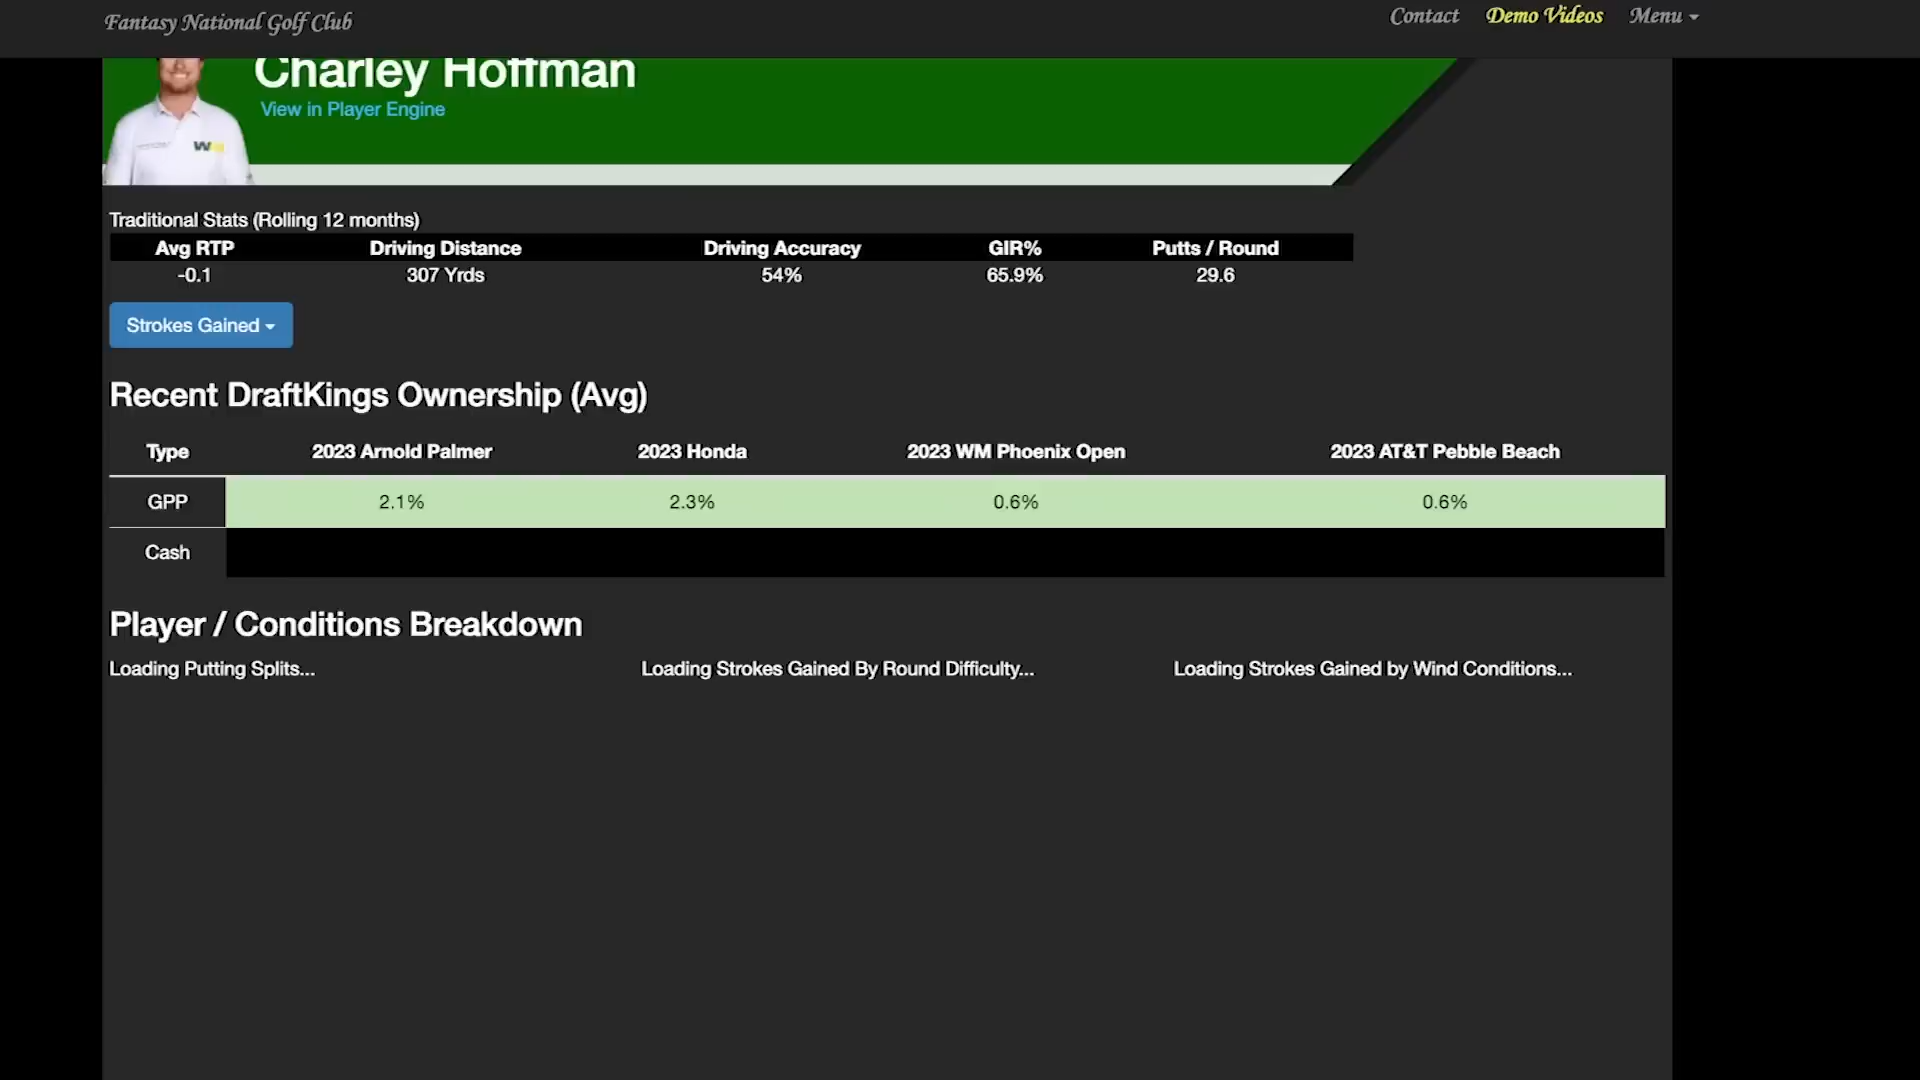 Fantasy National Golf Club
Contact Demo Videos Menu
Charley Hoffman
View in Player Engine
W
Traditional Stats (Rolling 12 months)
Avg RTP Driving Distance Driving Accuracy GIR% Putts / Round
-0.1 307 Yrds 54% 65.9% 29.6
Strokes Gained
Recent DraftKings Ownership (Avg)
Type 2023 Arnold Palmer 2023 Honda 2023 WM Phoenix Open 2023 AT&T Pebble Beach
GPP 2.1% 2.3% 0.6% 0.6%
Cash
Player / Conditions Breakdown
Loading Putting Splits... Loading Strokes Gained By Round Difficulty... Loading Strokes Gained by Wind Conditions...